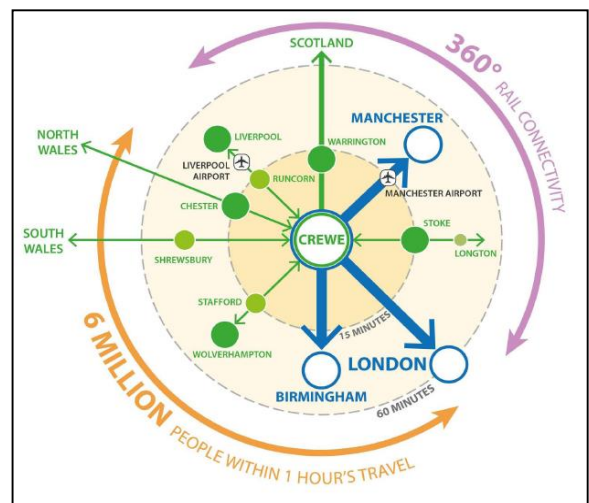 SCOTLAND
360° RAIL CONNECTIVITY
MANCHESTER
NORTH
WALES
LIVERPOOL
WARRINGTON
LIVERPOOL
AIRPORT
RUNCORN
MANCHESTER AIRPORT
CHESTER
STOKE
SOUTH
WALES
CREWE
SHREWSBURY
LONGTON
STAFFORD
15 MINUTES
WOLVERHAMPTON
LONDON
BIRMINGHAM
60 MINUTES
6 MILLION PEOPLE WITHIN 1 HOUR'S TRAVEL